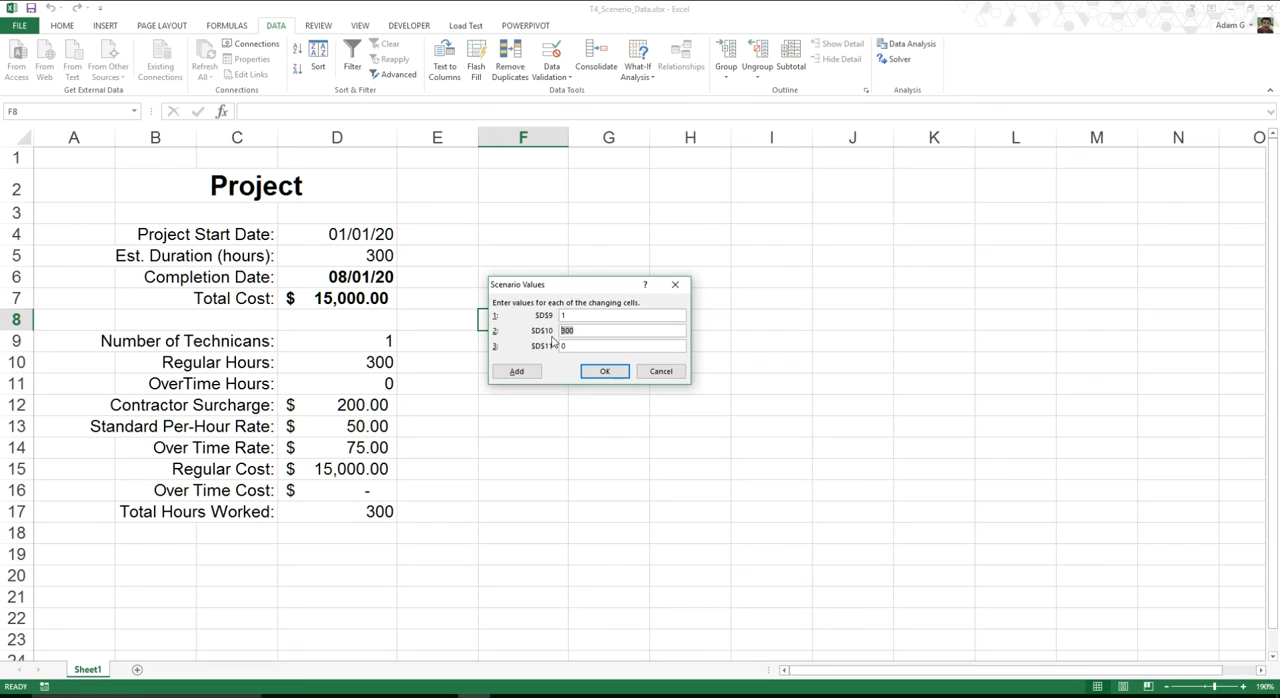 T4_Scenerio_Data.xlsx - Excel
FILE HOME INSERT PAGE LAYOUT FORMULAS DATA REVIEW VIEW DEVELOPER Load Test POWERPIVOT Adam G
From Access
From Web
From Text
From Other Sources
Existing Connections
Get External Data
Refresh All
Connections
Properties
Edit Links
Connections
Sort
Filter
Clear
Reapply
Advanced
Sort & Filter
Text to Columns
Flash Fill
Remove Duplicates
Data Validation
Consolidate
What-If Analysis
Relationships
Data Tools
Group
Ungroup
Subtotal
Show Detail
Hide Detail
Outline
Data Analysis
Solver
Analysis
F8 fx
A B C D E F G H I J K L M N O
1
2 Project
3
4 Project Start Date: 01/01/20
5 Est. Duration (hours): 300
6 Completion Date: 08/01/20
7 Total Cost: $ 15,000.00
8
9 Number of Technicans: 1
10 Regular Hours: 300
11 OverTime Hours: 0
12 Contractor Surcharge: $ 200.00
13 Standard Per-Hour Rate: $ 50.00
14 Over Time Rate: $ 75.00
15 Regular Cost: $ 15,000.00
16 Over Time Cost: $ -
17 Total Hours Worked: 300
18
19
20
21
22
23
24
Scenario Values ?
Enter values for each of the changing cells.
1: $D$9 1
2: $D$10 300
3: $D$11 0
Add OK Cancel
Sheet1
READY 190%